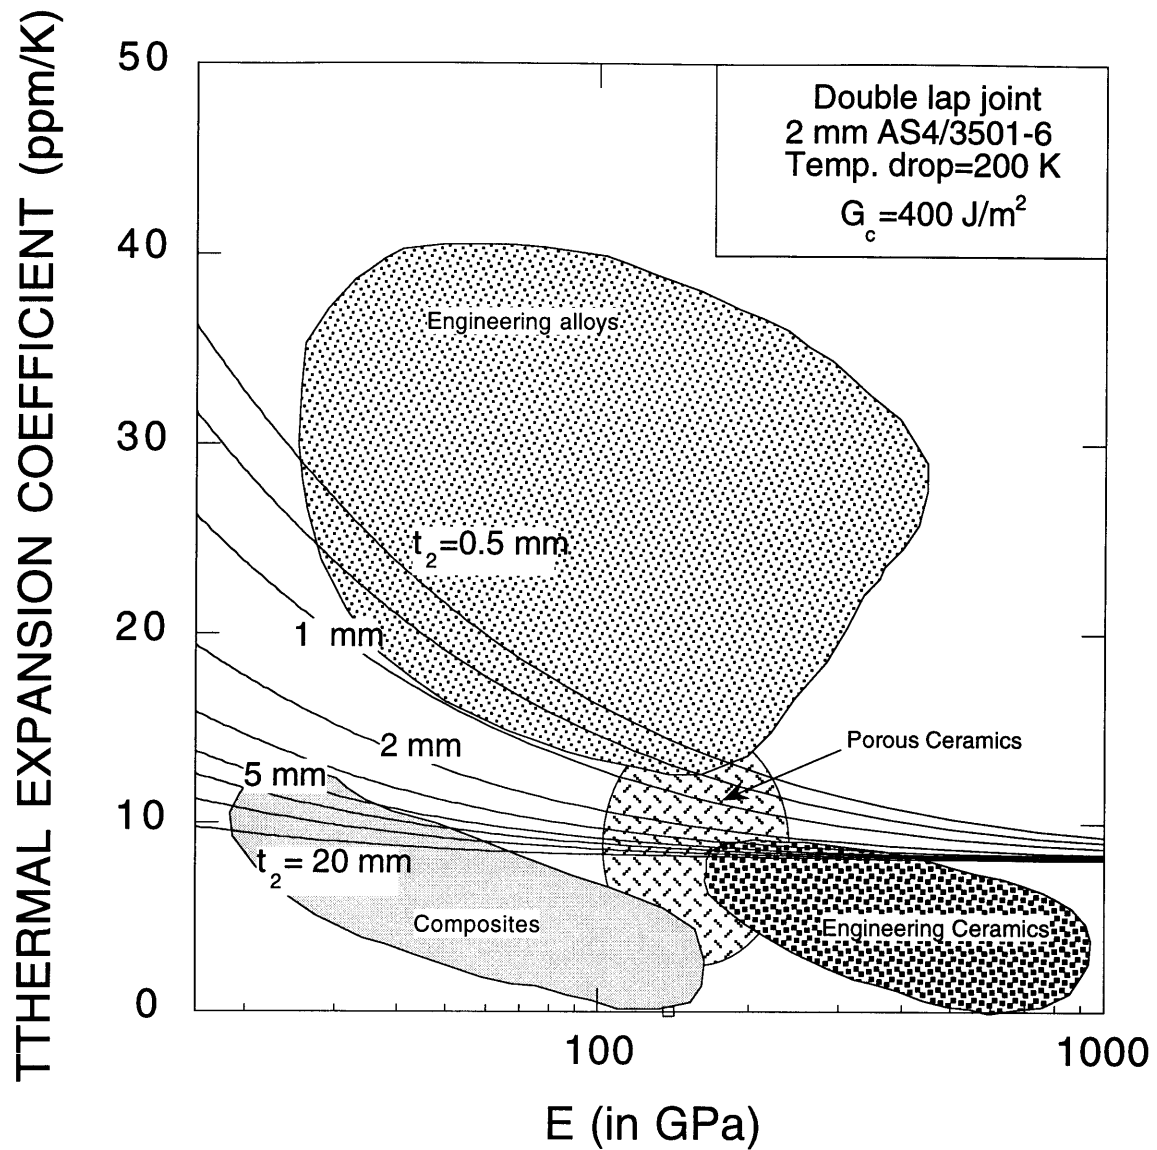 TTHERMAL EXPANSION COEFFICIENT (ppm/K)
50
40
30
20
10
0
Double lap joint
2 mm AS4/3501-6
Temp. drop=200 K
G_c=400 J/m²
Engineering alloys
t_2=0.5 mm
1 mm
2 mm
Porous Ceramics
5 mm
t_2= 20 mm
Composites
Engineering Ceramics
100
1000
E (in GPa)